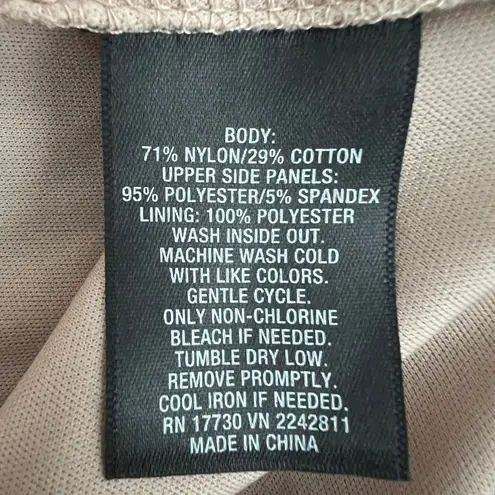 BODY:
71% NYLON/29% COTTON
UPPER SIDE PANELS:
95% POLYESTER/5% SPANDEX
LINING: 100% POLYESTER
WASH INSIDE OUT.
MACHINE WASH COLD
WITH LIKE COLORS.
GENTLE CYCLE.
ONLY NON-CHLORINE
BLEACH IF NEEDED.
TUMBLE DRY LOW.
REMOVE PROMPTLY.
COOL IRON IF NEEDED.
RN 17730 VN 2242811
MADE IN CHINA